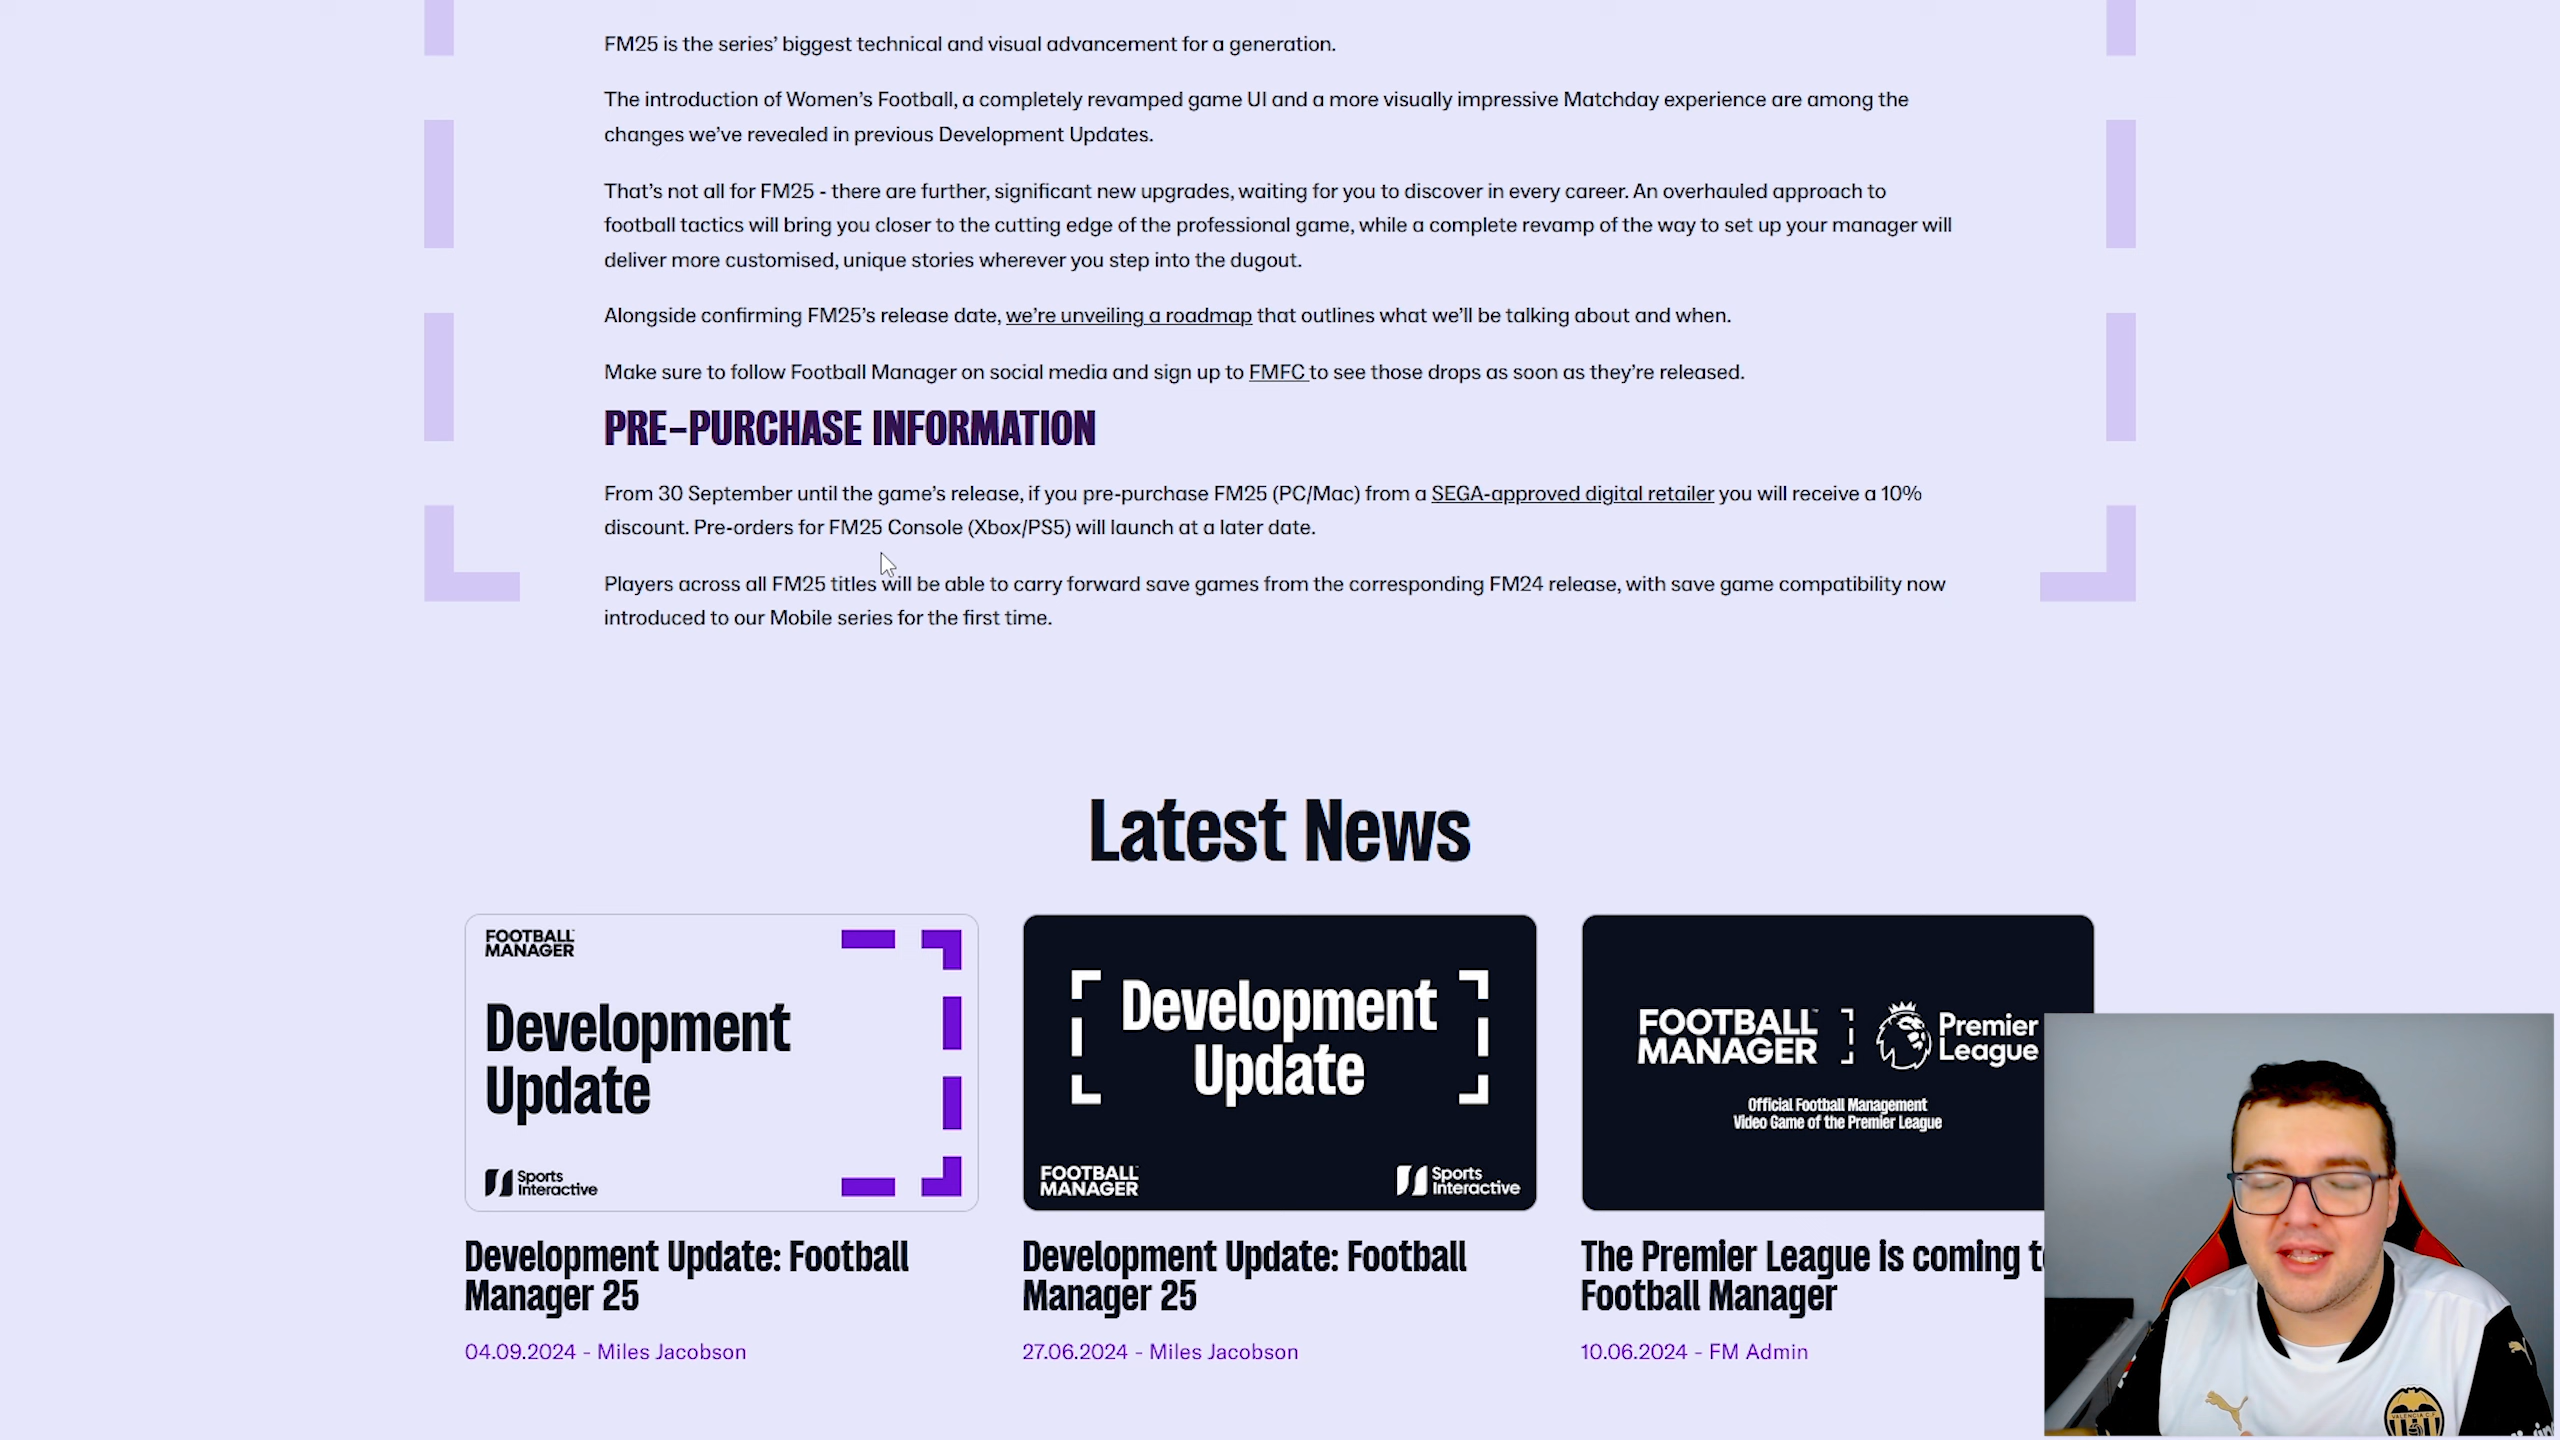 FM25 is the series’ biggest technical and visual advancement for a generation.
The introduction of Women’s Football, a completely revamped game UI and a more visually impressive Matchday experience are among the
changes we’ve revealed in previous Development Updates.
That’s not all for FM25 - there are further, significant new upgrades, waiting for you to discover in every career. An overhauled approach to
football tactics will bring you closer to the cutting edge of the professional game, while a complete revamp of the way to set up your manager will
deliver more customised, unique stories wherever you step into the dugout.
Alongside confirming FM25’s release date, we’re unveiling a roadmap that outlines what we’ll be talking about and when.
Make sure to follow Football Manager on social media and sign up to FMFC to see those drops as soon as they’re released.
PRE-PURCHASE INFORMATION
From 30 September until the game’s release, if you pre-purchase FM25 (PC/Mac) from a SEGA-approved digital retailer you will receive a 10%
discount. Pre-orders for FM25 Console (Xbox/PS5) will launch at a later date.
Players across all FM25 titles will be able to carry forward save games from the corresponding FM24 release, with save game compatibility now
introduced to our Mobile series for the first time.
Latest News
FOOTBALL
MANAGER
Development
Update
Sports
Interactive
Development Update: Football
Manager 25
04.09.2024 - Miles Jacobson
Development
Update
FOOTBALL
MANAGER
Sports
Interactive
Development Update: Football
Manager 25
27.06.2024 - Miles Jacobson
FOOTBALL
MANAGER
Premier
League
Official Football Management
Video Game of the Premier League
The Premier League is coming
Football Manager
10.06.2024 - FM Admin
VALENCIA C.F.